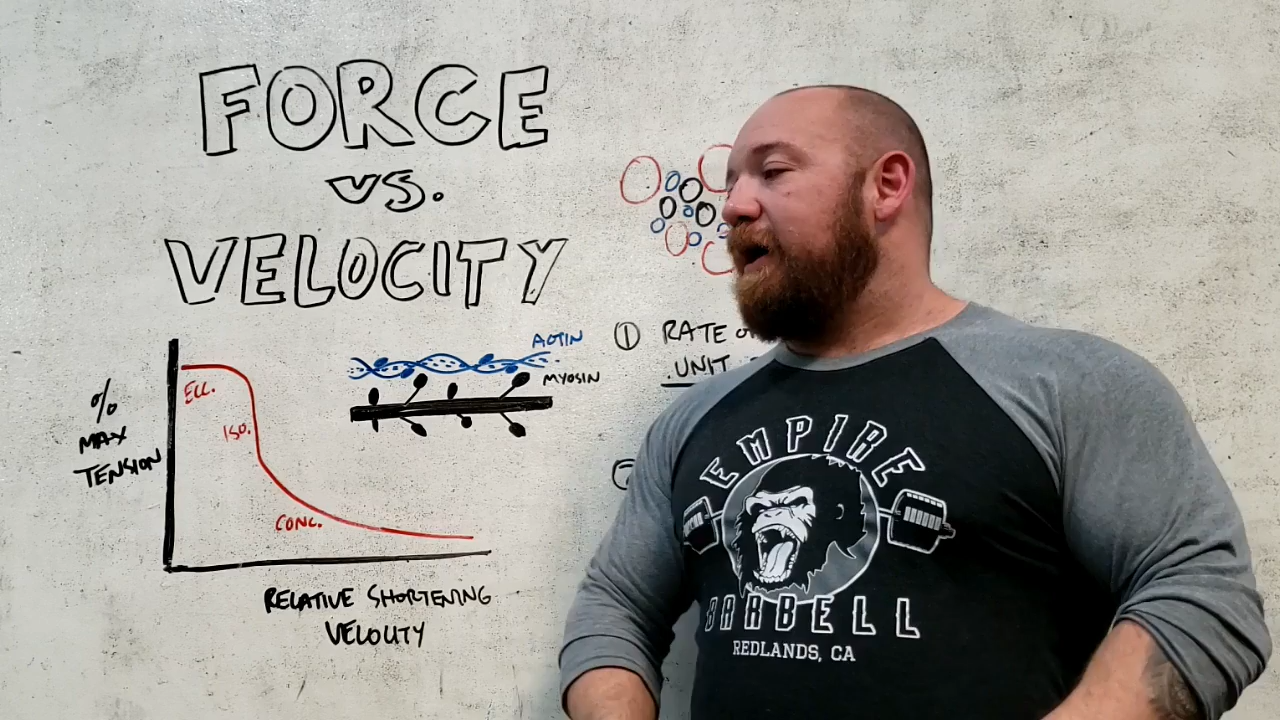 FORCE
VS.
VELOCITY
ACTIN
MYOSIN
% MAX TENSION
ECC.
ISO.
CONC.
RELATIVE SHORTENING
VELOCITY
1 RATE
UNIT
EMPIRE
BARBELL
REDLANDS, CA